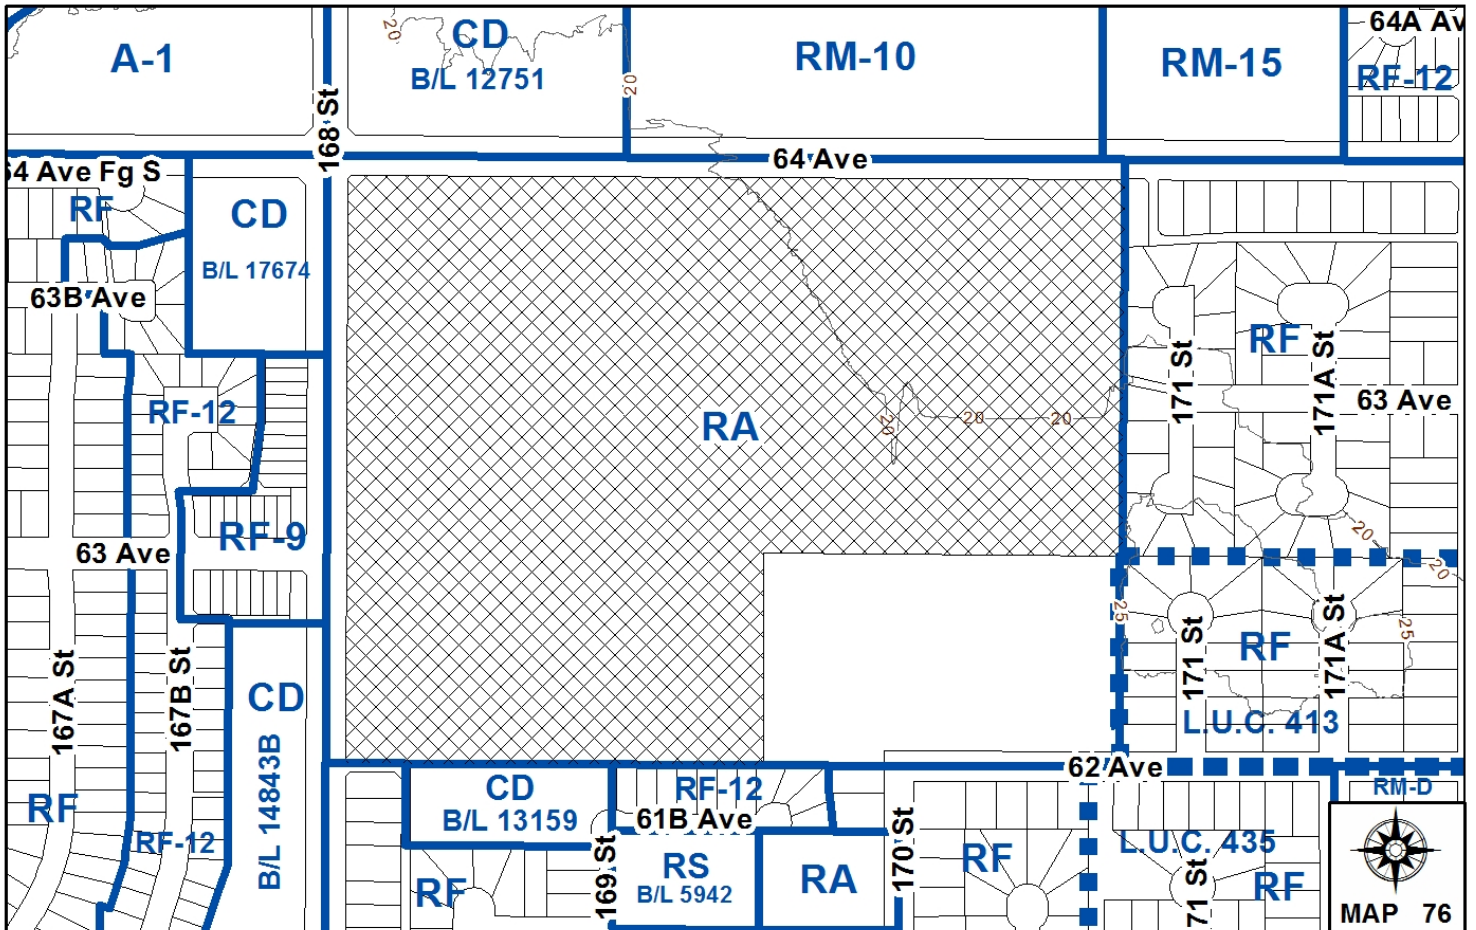 64A Av
A-1
CD
B/L 12751
RM-10
RM-15
RF-12
20
20
168 St
64 Ave
64 Ave Fg S
RF
CD
B/L 17674
63B Ave
RF
171 St
171A St
63 Ave
RF-12
RA
20
20
20
RF-9
63 Ave
20
20
25
25
171 St
171A St
RF
L.U.C. 413
167A St
167B St
CD
B/L 14843B
62 Ave
RM-D
CD
B/L 13159
RF-12
61B Ave
RF
RF-12
169 St
170 St
L.U.C. 435
RF
RS
B/L 5942
RA
RF
71 St
RF
MAP 76